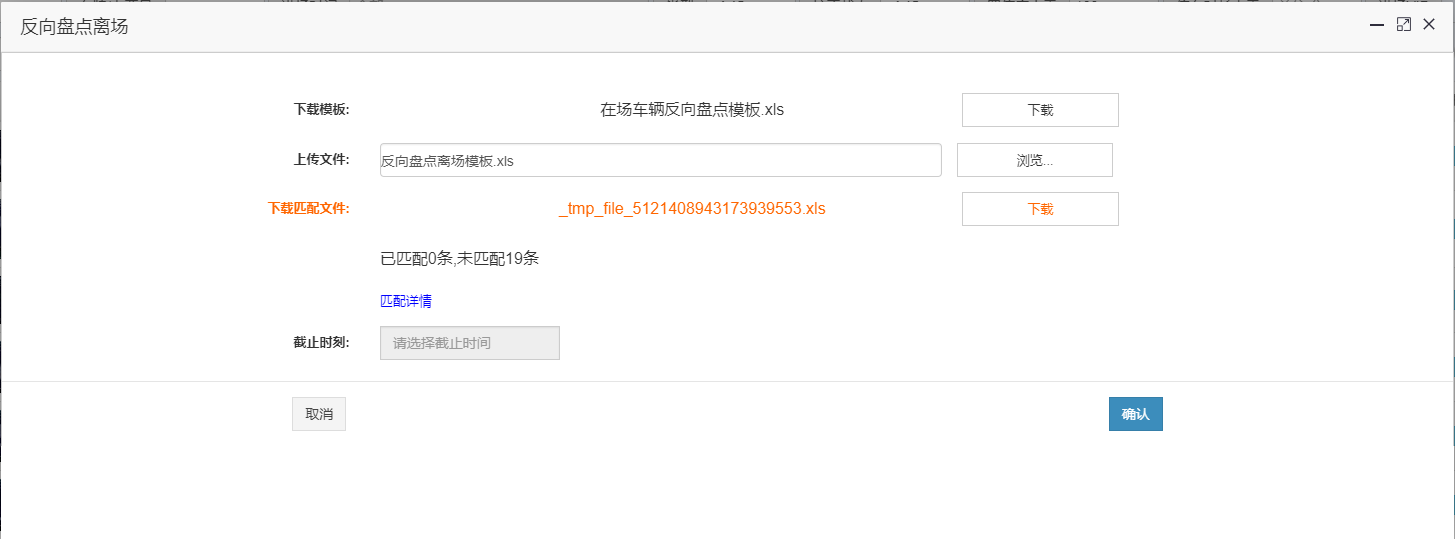 反向盘点离场
下载模板: 在场车辆反向盘点模板.xls 下载
上传文件: 反向盘点离场模板.xls 浏览...
下载匹配文件: _tmp_file_5121408943173939553.xls 下载
已匹配0条,未匹配19条
匹配详情
截止时刻: 请选择截止时间
取消 确认